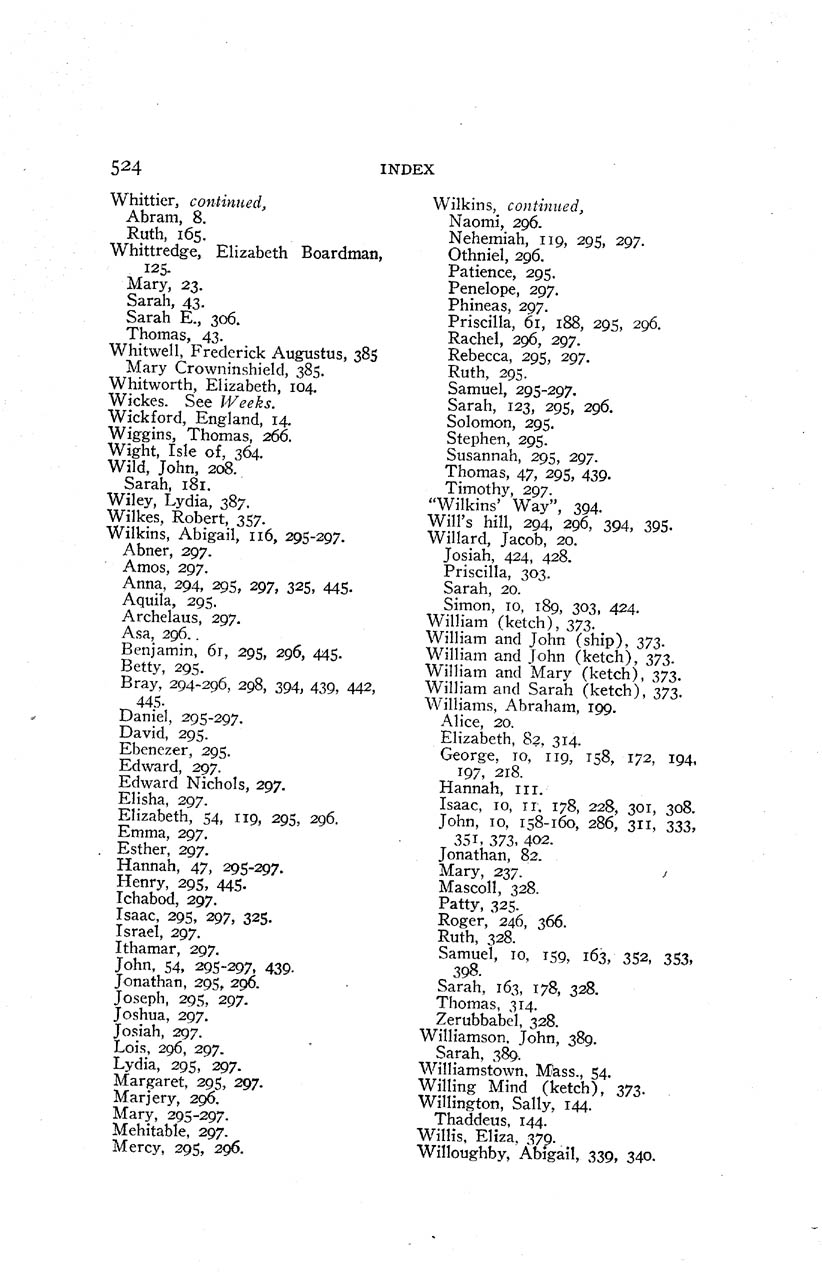 524
INDEX
Whittier, continued,
Abram, 8.
Ruth, 165.
Whittredge, Elizabeth Boardman,
125.
Mary, 23.
Sarah, 43.
Sarah E., 306.
Thomas, 43.
Whitwell, Frederick Augustus, 385
Mary Crowninshield, 385.
Whitworth, Elizabeth, 104.
Wickes. See Weeks.
Wickford, England, 14.
Wiggins, Thomas, 266.
Wight, Isle of, 364.
Wild, John, 208.
Sarah, 181.
Wiley, Lydia, 387.
Wilkes, Robert, 357.
Wilkins, Abigail, 116, 295-297.
Abner, 297.
Amos, 297.
Anna, 294, 295, 297, 325, 445.
Aquila, 295.
Archelaus, 297.
Asa, 296. .
Benjamin, 61, 295, 296, 445.
Betty, 295.
Bray, 294-296, 298, 394, 439, 442,
445.
Daniel, 295-297.
David, 295.
Ebenezer, 295.
Edward, 297.
Edward Nichols, 297.
Elisha, 297.
Elizabeth, 54, 119, 295, 296.
Emma, 297.
Esther, 297.
Hannah, 47, 295-297.
Henry, 295, 445.
Ichabod, 297.
Isaac, 295, 297, 325.
Israel, 297.
Ithamar, 297.
John, 54, 295-297, 439.
Jonathan, 295, 296.
Joseph, 295, 297.
Joshua, 297.
Josiah, 297.
Lois, 296, 297.
Lydia, 295, 297.
Margaret, 295, 297.
Marjery, 296.
Mary, 295-297.
Mehitable, 297.
Mercy, 295, 296.
Wilkins, continued,
Naomi, 296.
Nehemiah, 119, 295, 297.
Othniel, 296.
Patience, 295.
Penelope, 297.
Phineas, 297.
Priscilla, 61, 188, 295, 296.
Rachel, 296, 297.
Rebecca, 295, 297.
Ruth, 295.
Samuel, 295-297.
Sarah, 123, 295, 296.
Solomon, 295.
Stephen, 295.
Susannah, 295, 297.
Thomas, 47, 295, 439.
Timothy, 297.
"Wilkins' Way", 394.
Will's hill, 294, 296, 394, 395.
Willard, Jacob, 20.
Josiah, 424, 428.
Priscilla, 303.
Sarah, 20.
Simon, 10, 189, 303, 424.
William (ketch), 373.
William and John (ship), 373.
William and John (ketch), 373.
William and Mary (ketch), 373.
William and Sarah (ketch), 373.
Williams, Abraham, 199.
Alice, 20.
Elizabeth, 82, 314.
George, 10, 119, 158, 172, 194,
197, 218.
Hannah, 111.
Isaac, 10, 11, 178, 228, 301, 308.
John, 10, 158-160, 286, 311, 333,
351, 373, 402.
Jonathan, 82.
Mary, 237.
Mascoll, 328.
Patty, 325.
Roger, 246, 366.
Ruth, 328.
Samuel, 10, 159, 163, 352, 353,
398.
Sarah, 163, 178, 328.
Thomas, 314.
Zerubbabel, 328.
Williamson, John, 389.
Sarah, 389.
Williamstown, Mass., 54.
Willing Mind (ketch), 373.
Willington, Sally, 144.
Thaddeus, 144.
Willis, Eliza, 379.
Willoughby, Abigail, 339, 340.